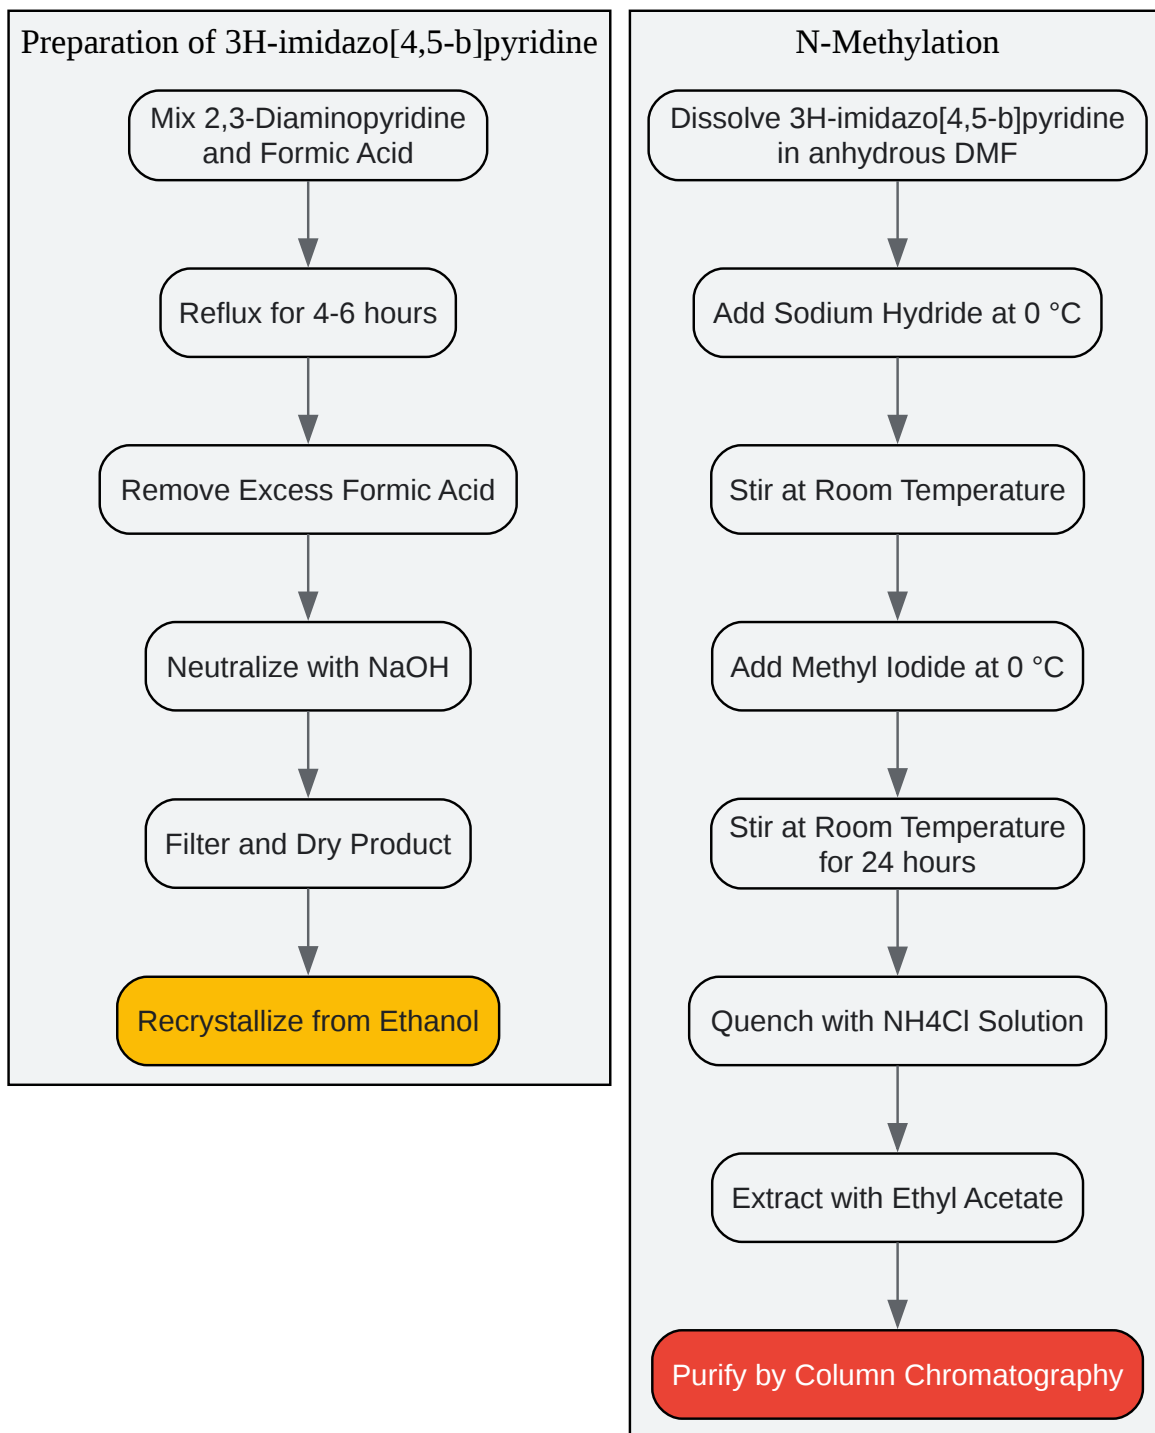 Preparation of 3H-imidazo[4,5-b]pyridine
Mix 2,3-Diaminopyridine
and Formic Acid
Reflux for 4-6 hours
Remove Excess Formic Acid
Neutralize with NaOH
Filter and Dry Product
Recrystallize from Ethanol
N-Methylation
Dissolve 3H-imidazo[4,5-b]pyridine
in anhydrous DMF
Add Sodium Hydride at 0 °C
Stir at Room Temperature
Add Methyl Iodide at 0 °C
Stir at Room Temperature
for 24 hours
Quench with NH4Cl Solution
Extract with Ethyl Acetate
Purify by Column Chromatography